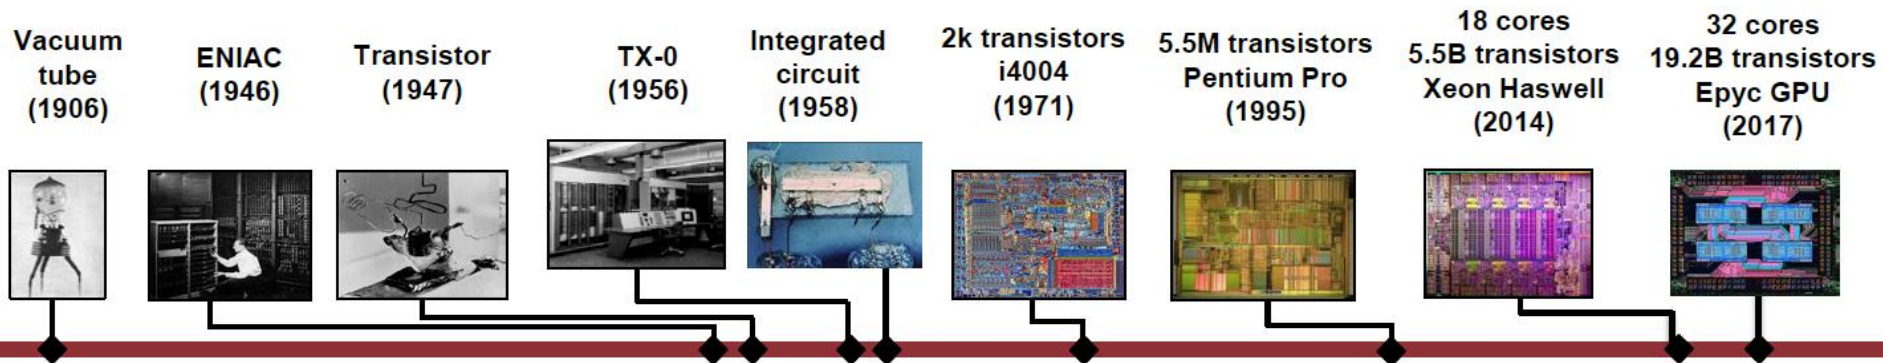 Vacuum
tube
(1906)
ENIAC
(1946)
Transistor
(1947)
TX-0
(1956)
Integrated
circuit
(1958)
2k transistors
i4004
(1971)
5.5M transistors
Pentium Pro
(1995)
18 cores
5.5B transistors
Xeon Haswell
(2014)
32 cores
19.2B transistors
Epyc GPU
(2017)